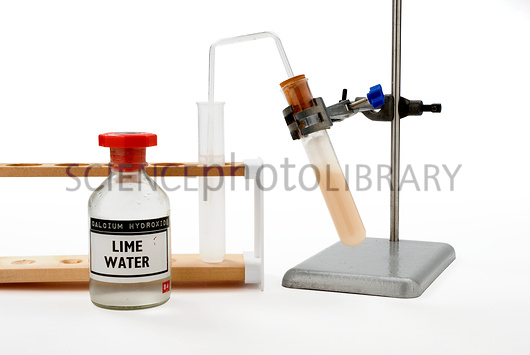 SCIENCEphotoLIBRARY
CALCIUM HYDROXIDE
LIME
WATER